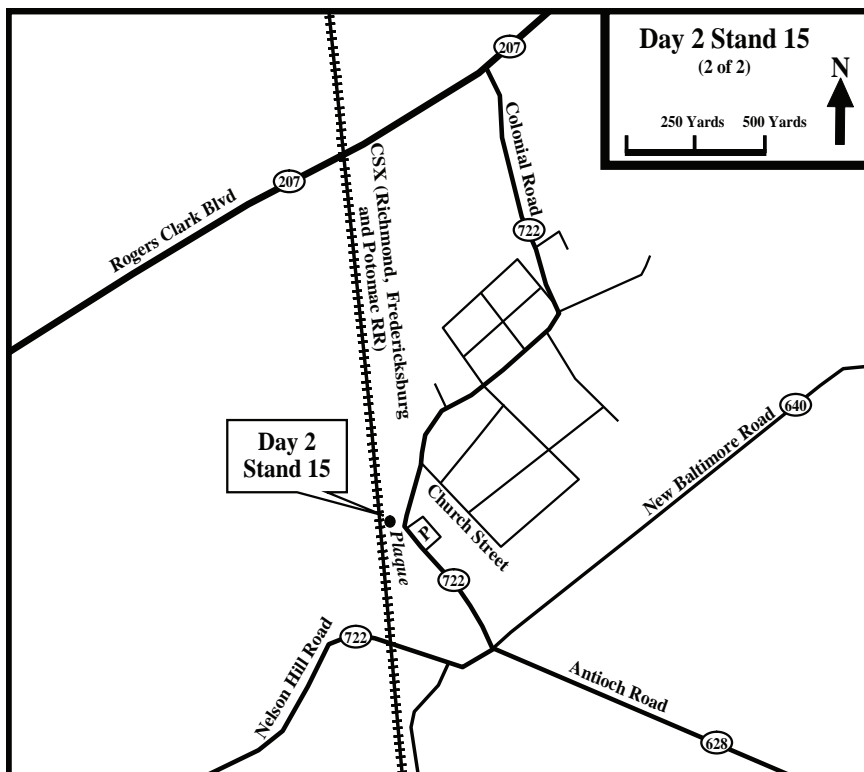 Day 2 Stand 15
(2 of 2)
N
250 Yards 500 Yards
207
207
Rogers Clark Blvd
CSX (Richmond, Fredericksburg
and Potomac RR)
Colonial Road
722
640
New Baltimore Road
Day 2
Stand 15
Plaque
P
Church Street
722
722
Nelson Hill Road
Antioch Road
628